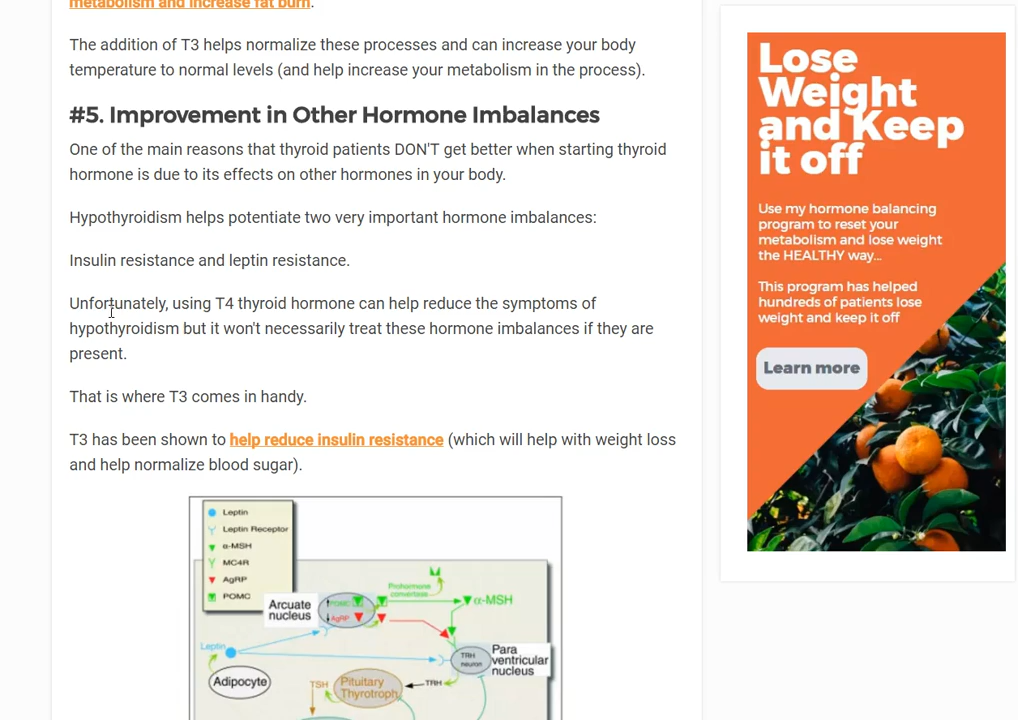 metabolism and increase fat burn.
The addition of T3 helps normalize these processes and can increase your body
temperature to normal levels (and help increase your metabolism in the process).
#5. Improvement in Other Hormone Imbalances
One of the main reasons that thyroid patients DON'T get better when starting thyroid
hormone is due to its effects on other hormones in your body.
Hypothyroidism helps potentiate two very important hormone imbalances:
Insulin resistance and leptin resistance.
Unfortunately, using T4 thyroid hormone can help reduce the symptoms of
hypothyroidism but it won't necessarily treat these hormone imbalances if they are
present.
That is where T3 comes in handy.
T3 has been shown to help reduce insulin resistance (which will help with weight loss
and help normalize blood sugar).
Leptin
Leptin Receptor
α-MSH
MC4R
AgRP
POMC
Arcuate
nucleus
POMC
AgRP
Prohormone
convertase
α-MSH
Leptin
Adipocyte
TRH
neuron
Para
ventricular
nucleus
TSH
Pituitary
Thyrotroph
TRH
Lose
Weight
and Keep
it off
Use my hormone balancing
program to reset your
metabolism and lose weight
the HEALTHY way...
This program has helped
hundreds of patients lose
weight and keep it off
Learn more